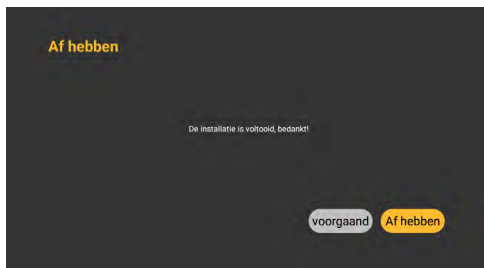 Af hebben
De installatie is voltooid, bedankt!
voorgaand
Af hebben